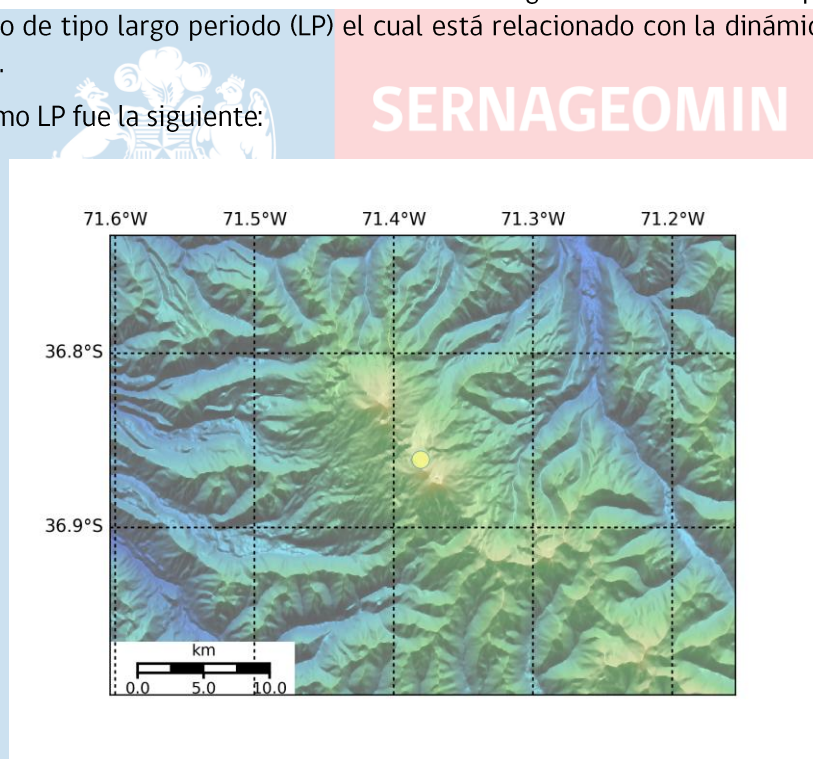 o de tipo largo periodo (LP) el cual está relacionado con la dinámic
.
mo LP fue la siguiente:
SERNAGEOMIN
71.6°W 71.5°W 71.4°W 71.3°W 71.2°W
36.8°S
36.9°S
km
0.0 5.0 10.0